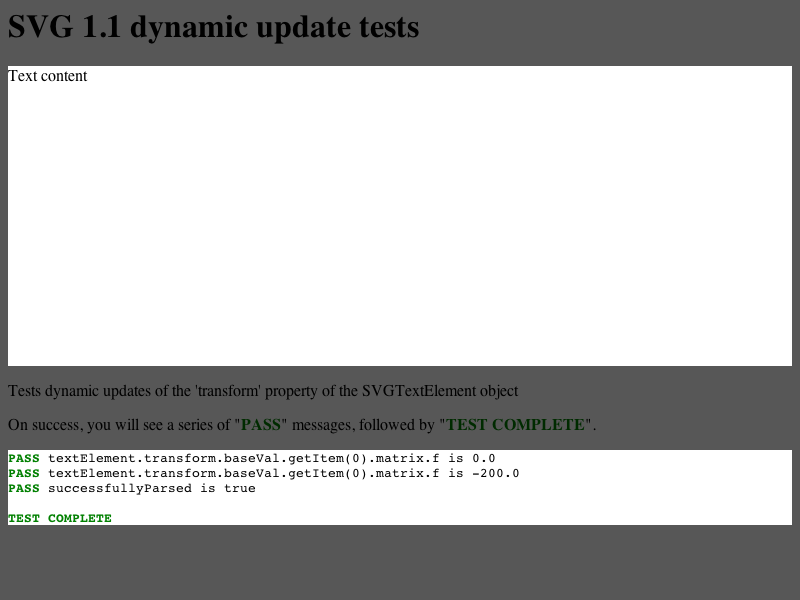 SVG 1.1 dynamic update tests
Text content
Tests dynamic updates of the 'transform' property of the SVGTextElement object
On success, you will see a series of "PASS" messages, followed by "TEST COMPLETE".
PASS textElement.transform.baseVal.getItem(0).matrix.f is 0.0
PASS textElement.transform.baseVal.getItem(0).matrix.f is -200.0
PASS successfullyParsed is true
TEST COMPLETE